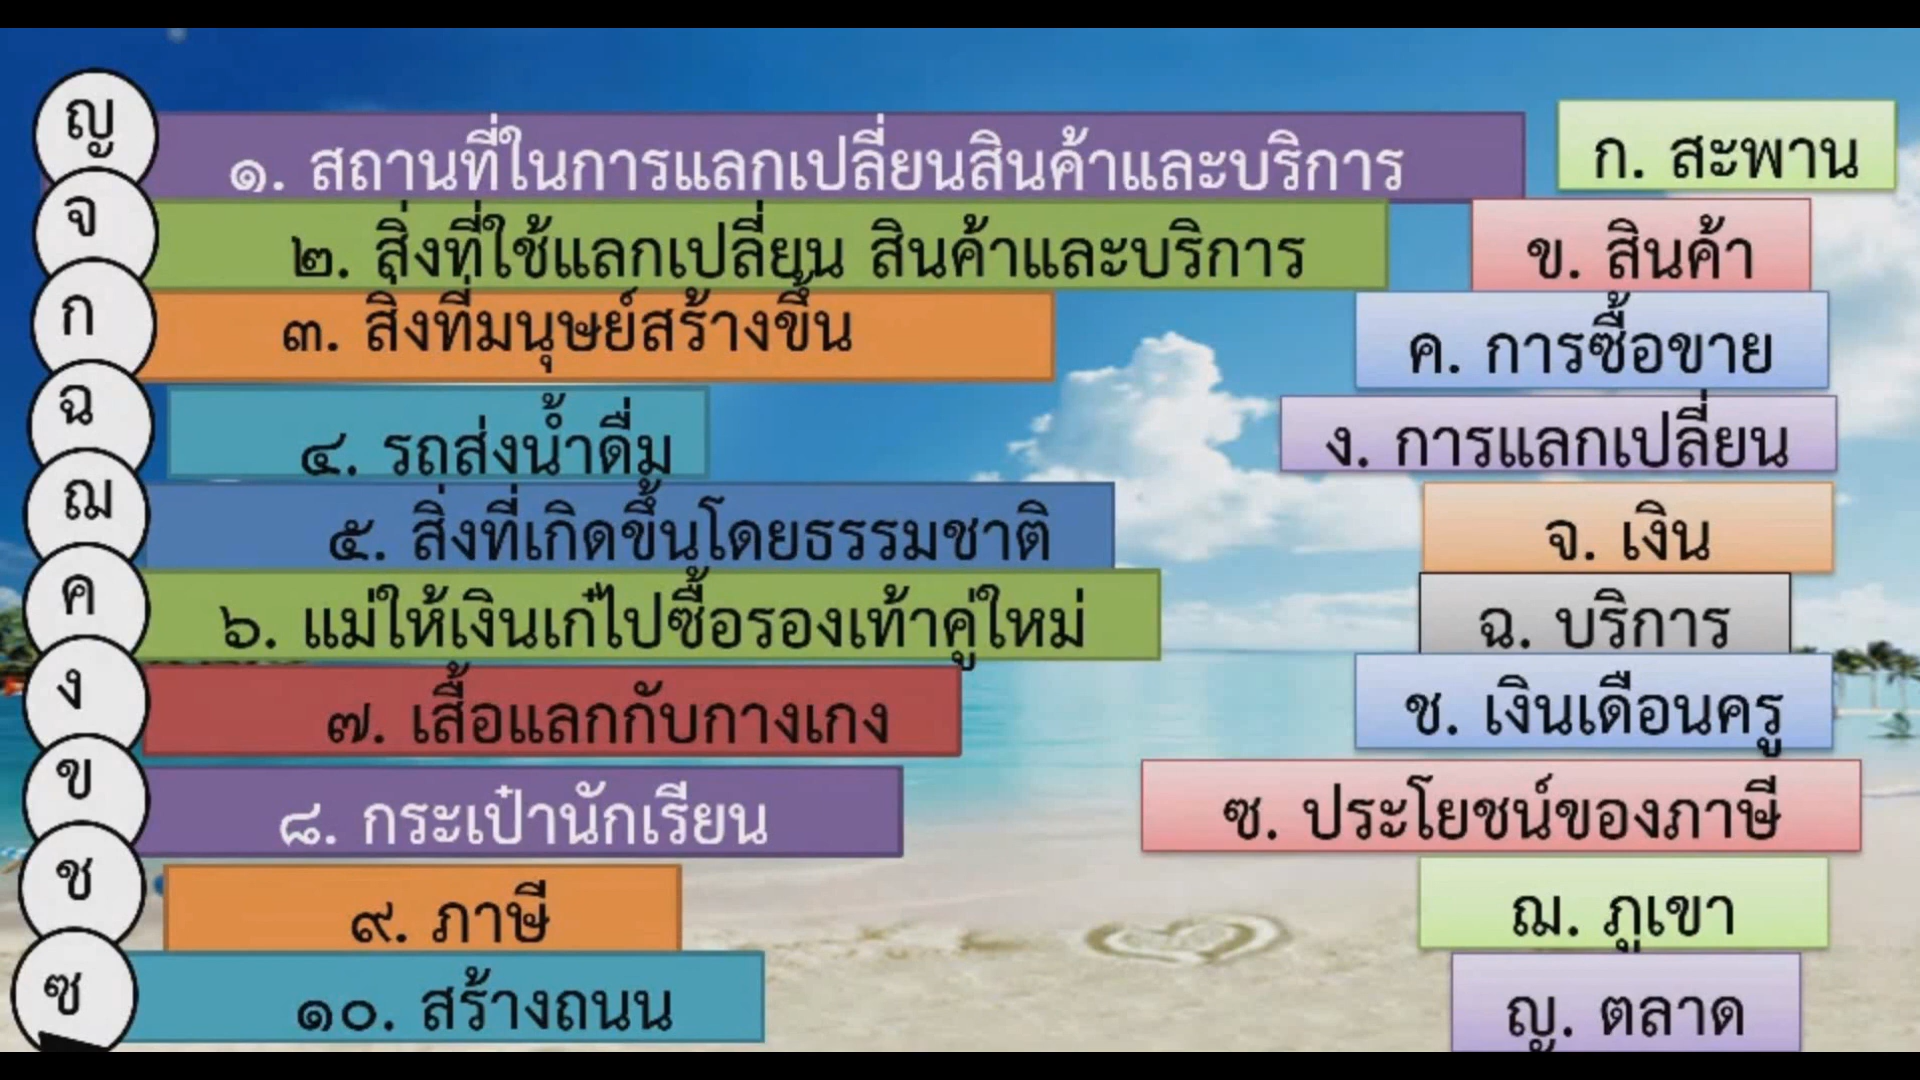 ญ ๑. สถานที่ในการแลกเปลี่ยนสินค้าและบริการ ก. สะพาน
จ ๒. สิ่งที่ใช้แลกเปลี่ยน สินค้าและบริการ ข. สินค้า
ก ๓. สิ่งที่มนุษย์สร้างขึ้น ค. การซื้อขาย
ฉ ๔. รถส่งน้ำดื่ม ง. การแลกเปลี่ยน
ฌ ๕. สิ่งที่เกิดขึ้นโดยธรรมชาติ จ. เงิน
ค ๖. แม่ให้เงินเก๋ไปซื้อรองเท้าคู่ใหม่ ฉ. บริการ
ง ๗. เสื้อแลกกับกางเกง ช. เงินเดือนครู
ข ๘. กระเป๋านักเรียน ซ. ประโยชน์ของภาษี
ช ๙. ภาษี ฌ. ภูเขา
ซ ๑๐. สร้างถนน ญ. ตลาด